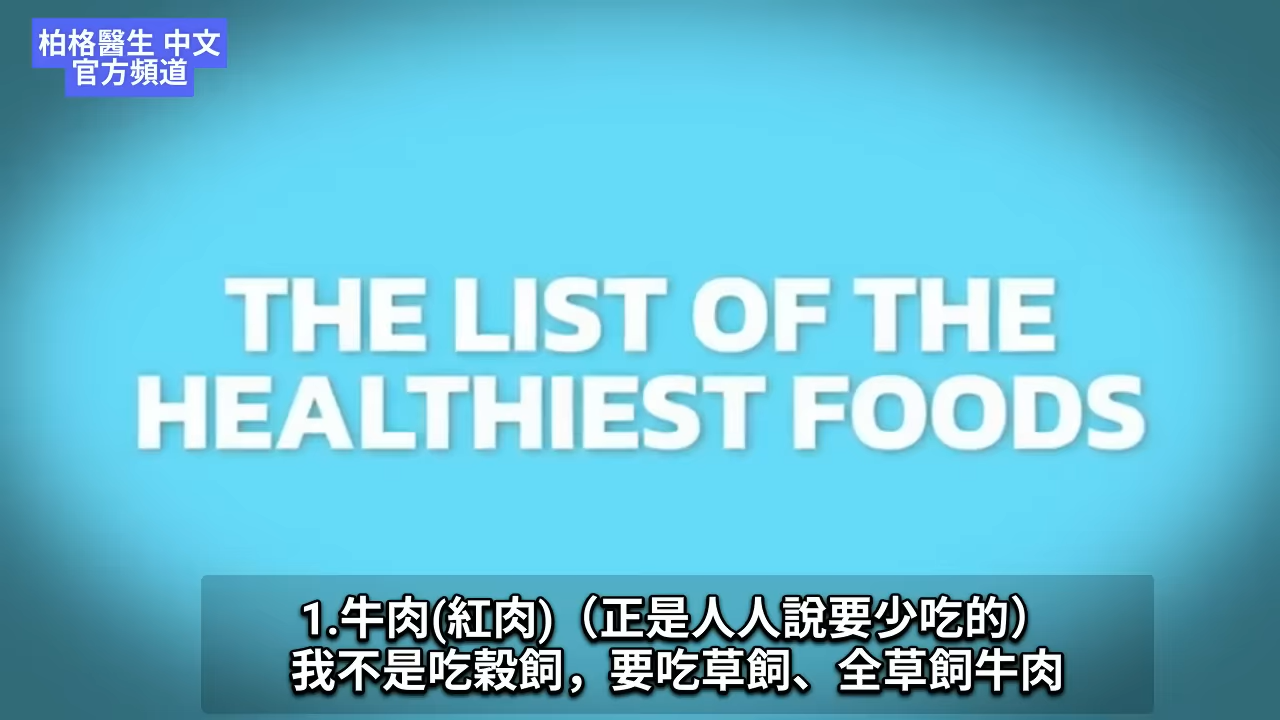 柏格醫生 中文
官方頻道
THE LIST OF THE
HEALTHIEST FOODS
1.牛肉(紅肉)（正是人人說要少吃的）
我不是吃穀飼，要吃草飼、全草飼牛肉